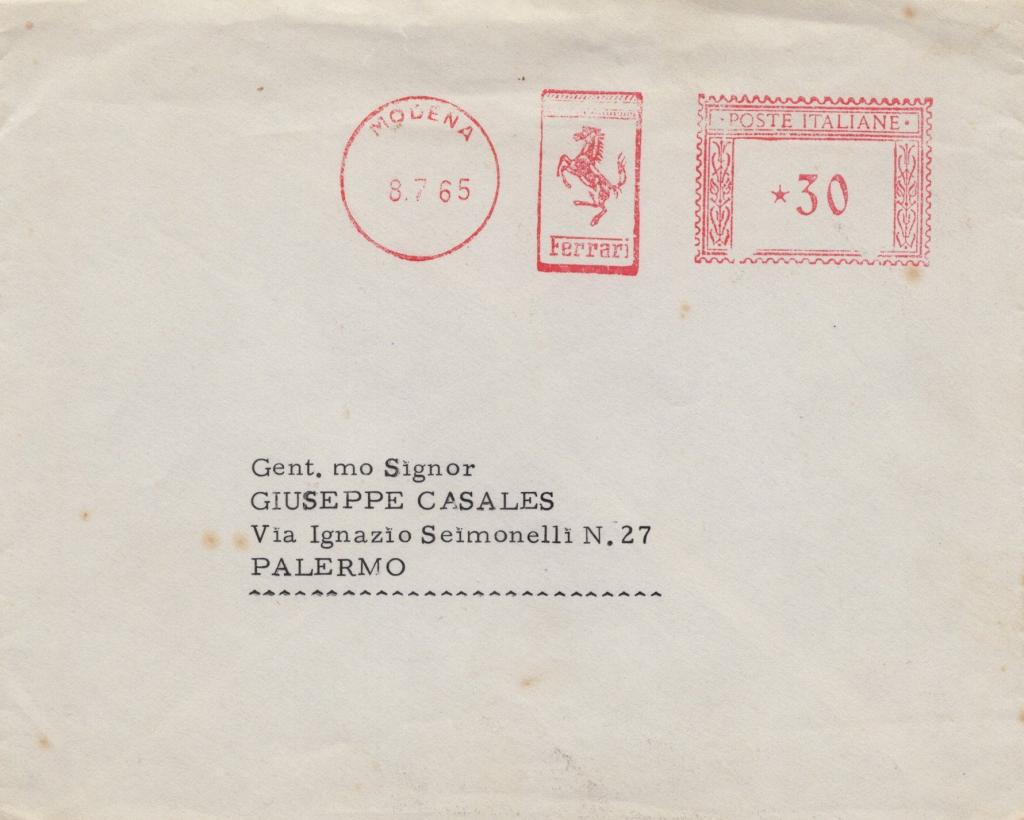 MODENA
8.7 65
Ferrari
· POSTE ITALIANE ·
★30
Gent. mo Signor
GIUSEPPE CASALES
Via Ignazio Seimonelli N. 27
PALERMO
^^^^^^^^^^^^^^^^^^^^^^^^^^